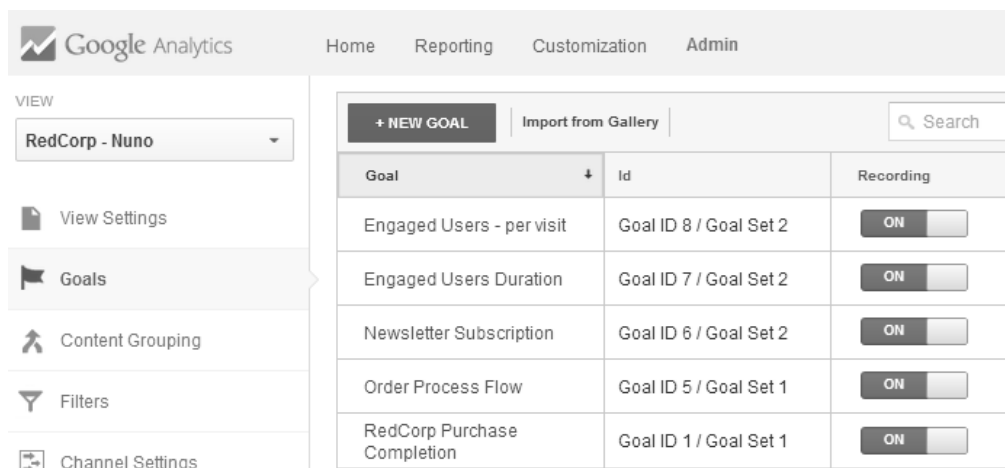 Google Analytics
Home Reporting Customization Admin
VIEW
RedCorp - Nuno
View Settings
Goals
Content Grouping
Filters
Channel Settings
+ NEW GOAL Import from Gallery Search
Goal Id Recording
Engaged Users - per visit Goal ID 8 / Goal Set 2 ON
Engaged Users Duration Goal ID 7 / Goal Set 2 ON
Newsletter Subscription Goal ID 6 / Goal Set 2 ON
Order Process Flow Goal ID 5 / Goal Set 1 ON
RedCorp Purchase
Completion Goal ID 1 / Goal Set 1 ON